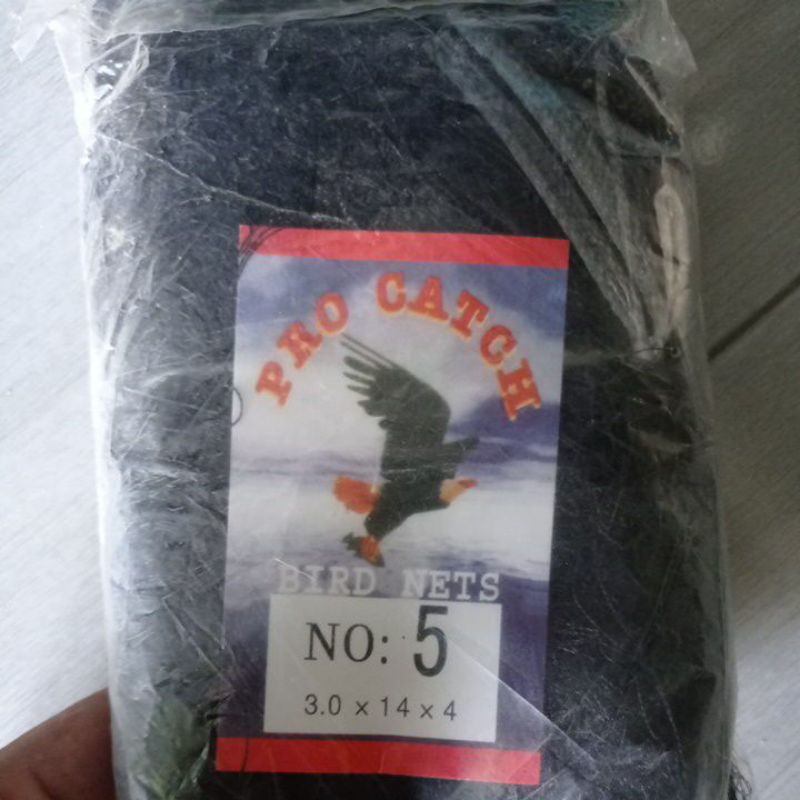 PRO CATCH
BIRD NETS
NO: 5
3.0 x 14 x 4